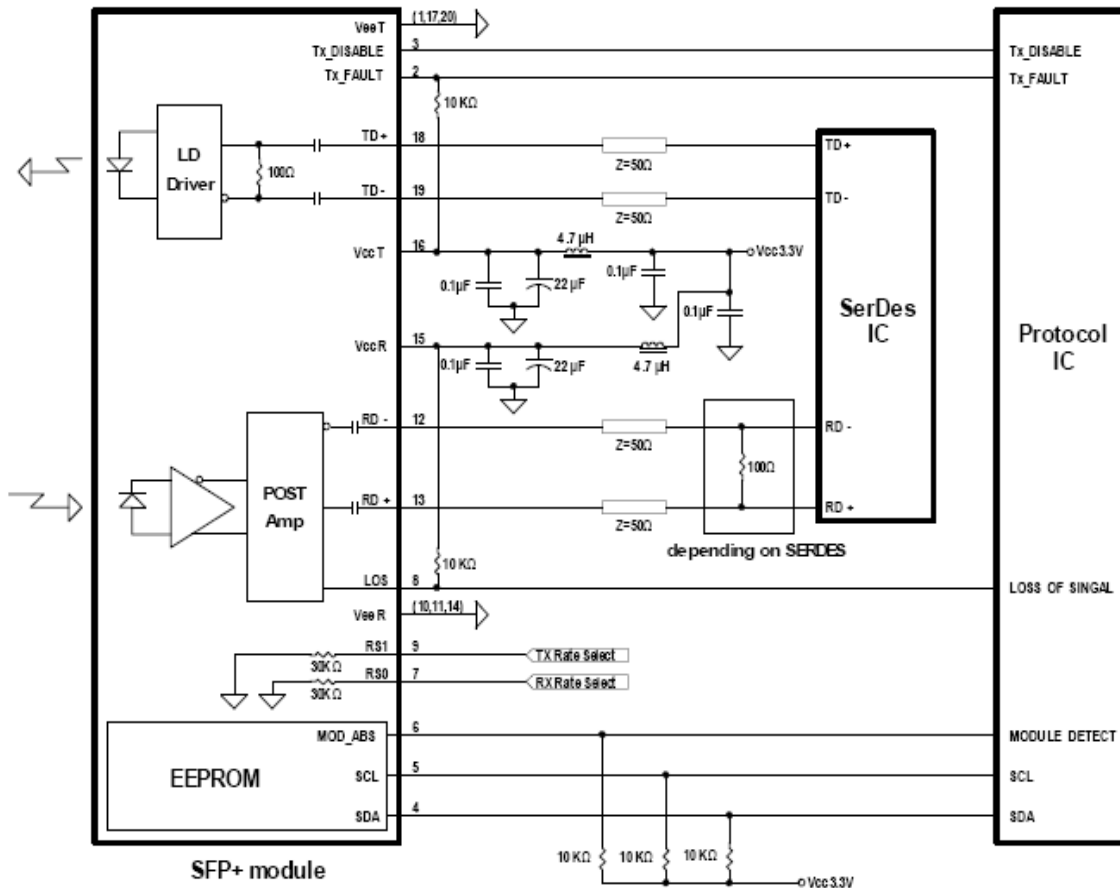 VeeT (1,17,20)
Tx_DISABLE 3 Tx_DISABLE
Tx_FAULT 2 Tx_FAULT
10 KΩ
LD
Driver
100Ω
TD+ 18 Z=50Ω TD+
TD- 19 Z=50Ω TD-
VccT 16 4.7 µH Vcc3.3V
0.1µF 22 µF 0.1µF 0.1µF
SerDes
IC
Protocol
IC
VccR 15 4.7 µH
0.1µF 22 µF
RD - 12 Z=50Ω RD -
100Ω
POST
Amp
RD + 13 Z=50Ω RD +
depending on SERDES
10 KΩ
LOS 8 LOSS OF SINGAL
VeeR (10,11,14)
RS1 9 TX Rate Select
30KΩ
RS0 7 RX Rate Select
30KΩ
MOD_ABS 6 MODULE DETECT
EEPROM
SCL 5 SCL
SDA 4 SDA
10 KΩ 10 KΩ 10 KΩ
SFP+ module
Vcc3.3V